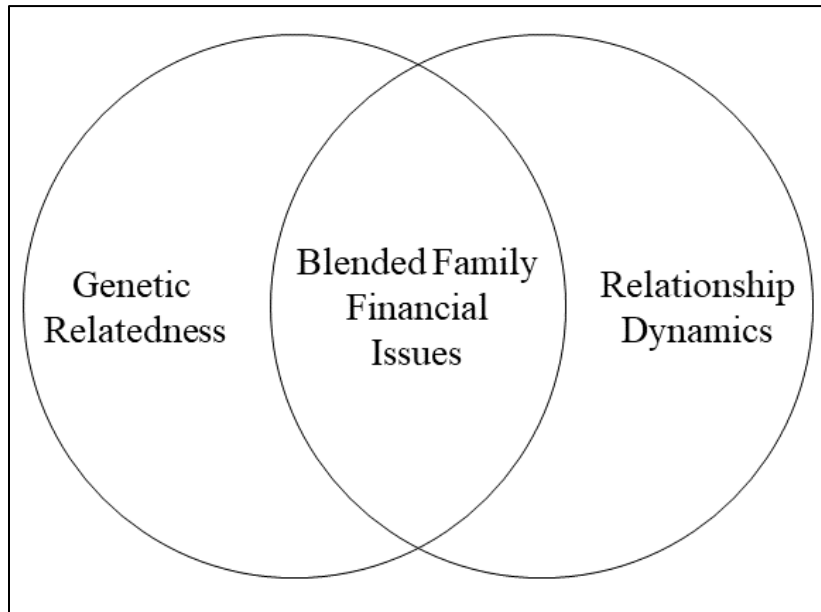 Genetic
Relatedness
Blended Family
Financial
Issues
Relationship
Dynamics